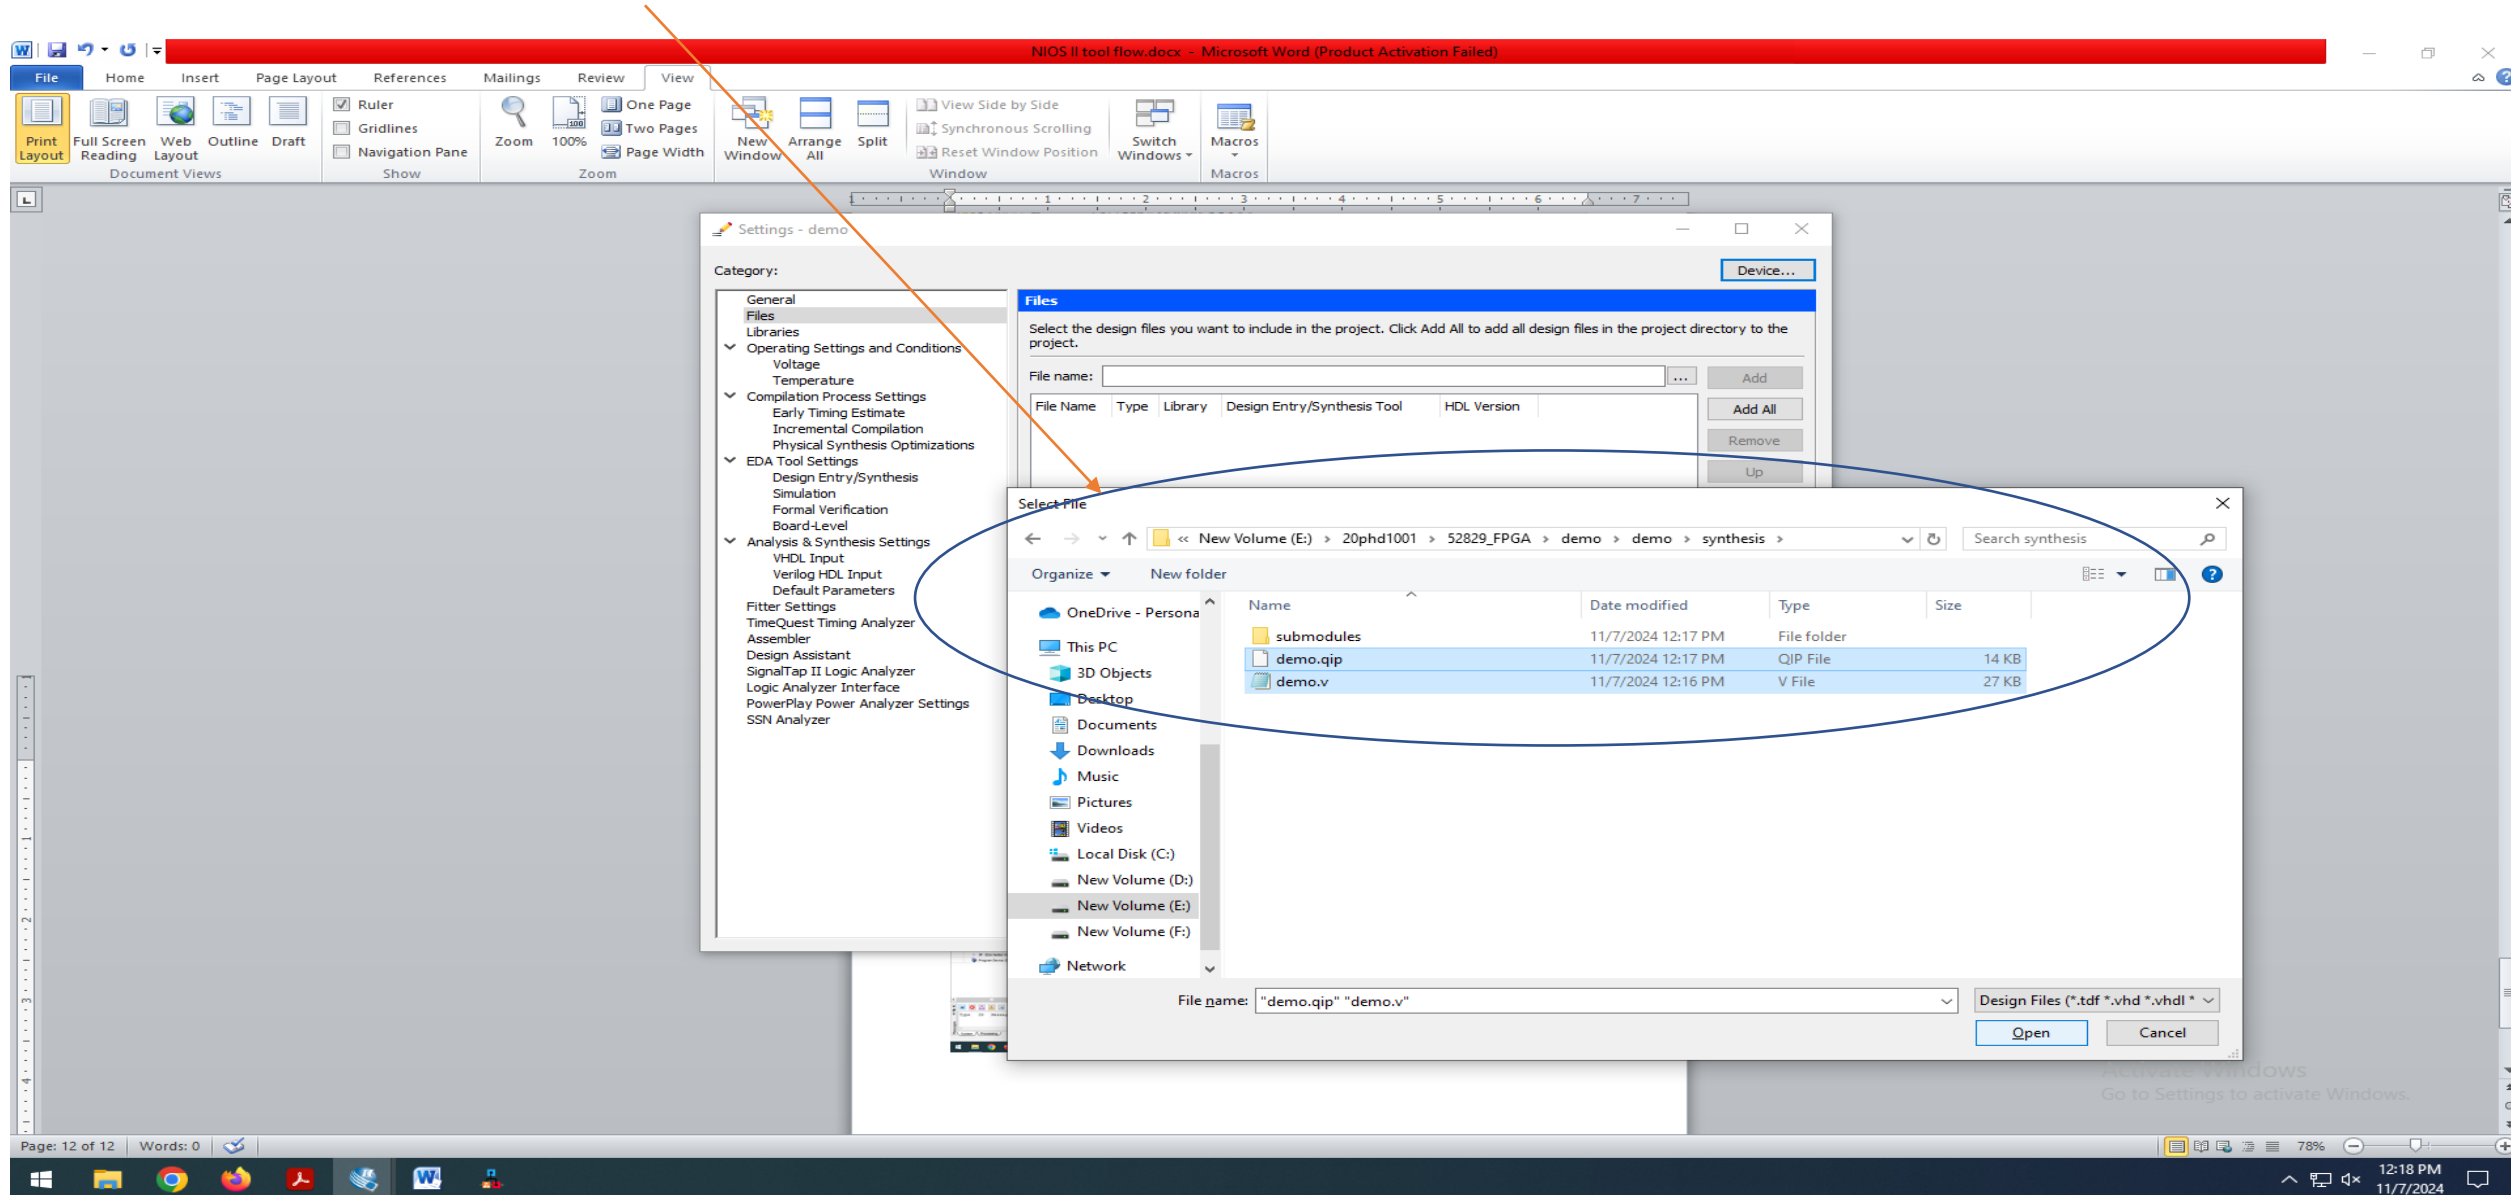 NIOS II tool flow.docx - Microsoft Word (Product Activation Failed)
File Home Insert Page Layout References Mailings Review View
Print Layout
Full Screen Reading
Web Layout
Outline
Draft
Document Views
Ruler
Gridlines
Navigation Pane
Show
Zoom
100%
One Page
Two Pages
Page Width
Zoom
New Window
Arrange All
Split
View Side by Side
Synchronous Scrolling
Reset Window Position
Switch Windows
Window
Macros
Macros
1 1 2 3 4 5 6 7
Settings - demo
Category:
Device...
General
Files
Libraries
Operating Settings and Conditions
Voltage
Temperature
Compilation Process Settings
Early Timing Estimate
Incremental Compilation
Physical Synthesis Optimizations
EDA Tool Settings
Design Entry/Synthesis
Simulation
Formal Verification
Board-Level
Analysis & Synthesis Settings
VHDL Input
Verilog HDL Input
Default Parameters
Fitter Settings
TimeQuest Timing Analyzer
Assembler
Design Assistant
SignalTap II Logic Analyzer
Logic Analyzer Interface
PowerPlay Power Analyzer Settings
SSN Analyzer
Files
Select the design files you want to include in the project. Click Add All to add all design files in the project directory to the
project.
File name: ... Add
File Name Type Library Design Entry/Synthesis Tool HDL Version
Add All
Remove
Up
Select File
« New Volume (E:) > 20phd1001 > 52829_FPGA > demo > demo > synthesis >
Search synthesis
Organize New folder
OneDrive - Persona
This PC
3D Objects
Desktop
Documents
Downloads
Music
Pictures
Videos
Local Disk (C:)
New Volume (D:)
New Volume (E:)
New Volume (F:)
Network
Name Date modified Type Size
submodules 11/7/2024 12:17 PM File folder
demo.qip 11/7/2024 12:17 PM QIP File 14 KB
demo.v 11/7/2024 12:16 PM V File 27 KB
File name: "demo.qip" "demo.v"
Design Files (*.tdf *.vhd *.vhdl *
Open Cancel
Activate Windows
Go to Settings to activate Windows.
Page: 12 of 12 Words: 0
78%
12:18 PM
11/7/2024